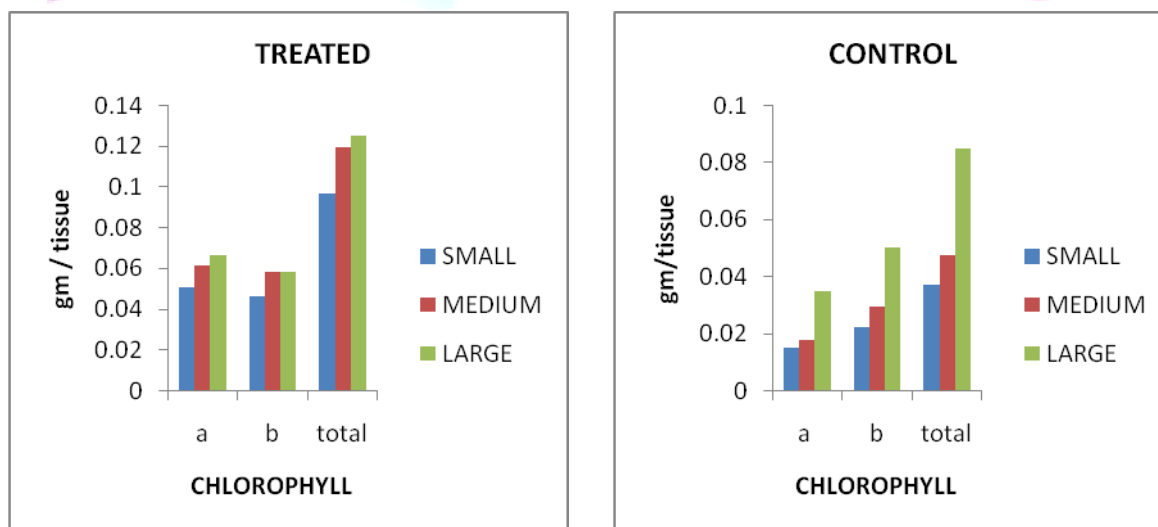 TREATED
0.14
0.12
0.1
0.08
0.06
0.04
0.02
0
gm / tissue
a b total
CHLOROPHYLL
SMALL
MEDIUM
LARGE
CONTROL
0.1
0.08
0.06
0.04
0.02
0
gm/tissue
a b total
CHLOROPHYLL
SMALL
MEDIUM
LARGE